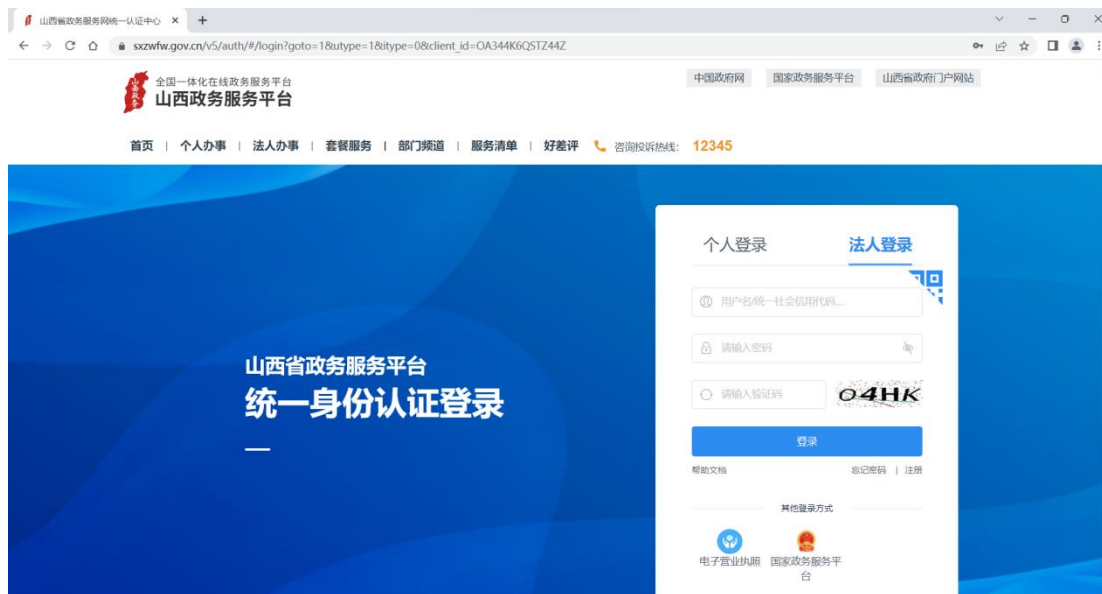 山西省政务服务网统一认证中心
sxzwfw.gov.cn/v5/auth/#/login?goto=1&utype=1&itype=0&client_id=OA344K6QSTZ44Z
山西政务
全国一体化在线政务服务平台
山西政务服务平台
中国政府网 国家政务服务平台 山西省政府门户网站
首页 | 个人办事 | 法人办事 | 套餐服务 | 部门频道 | 服务清单 | 好差评 咨询投诉热线: 12345
个人登录 法人登录
用户名/统一社会信用代码...
请输入密码
请输入验证码 04HK
登录
帮助文档 忘记密码 | 注册
其他登录方式
电子营业执照 国家政务服务平
台
山西省政务服务平台
统一身份认证登录